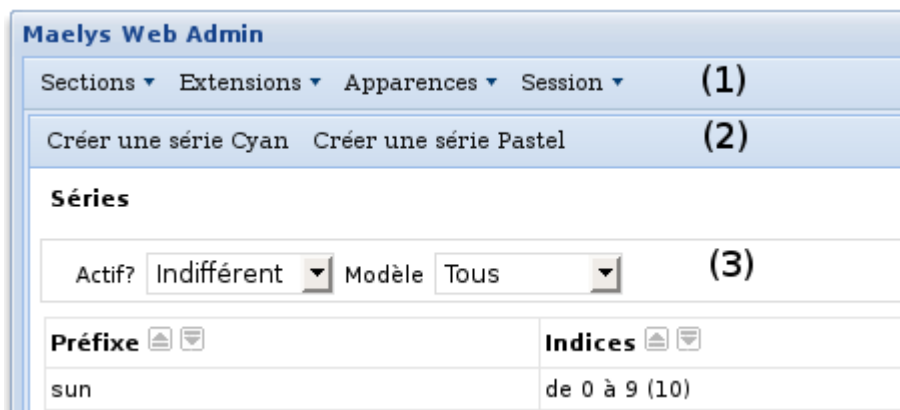 Maelys Web Admin
Sections Extensions Apparences Session (1)
Créer une série Cyan Créer une série Pastel (2)
Séries
Actif? Indifférent Modèle Tous (3)
Préfixe Indices
sun de 0 à 9 (10)